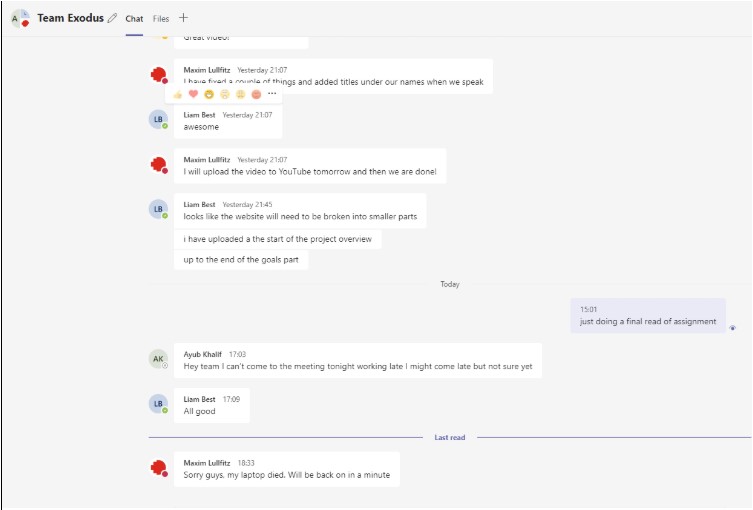 A
Team Exodus
Chat
Files
Great video!
Maxim Lullfitz Yesterday 21:07
I have fixed a couple of things and added titles under our names when we speak
LB
Liam Best Yesterday 21:07
awesome
Maxim Lullfitz Yesterday 21:07
I will upload the video to YouTube tomorrow and then we are done!
LB
Liam Best Yesterday 21:45
looks like the website will need to be broken into smaller parts
i have uploaded a the start of the project overview
up to the end of the goals part
Today
15:01
just doing a final read of assignment
AK
Ayub Khalif 17:03
Hey team I can't come to the meeting tonight working late I might come late but not sure yet
LB
Liam Best 17:09
All good
Last read
Maxim Lullfitz 18:33
Sorry guys, my laptop died. Will be back on in a minute